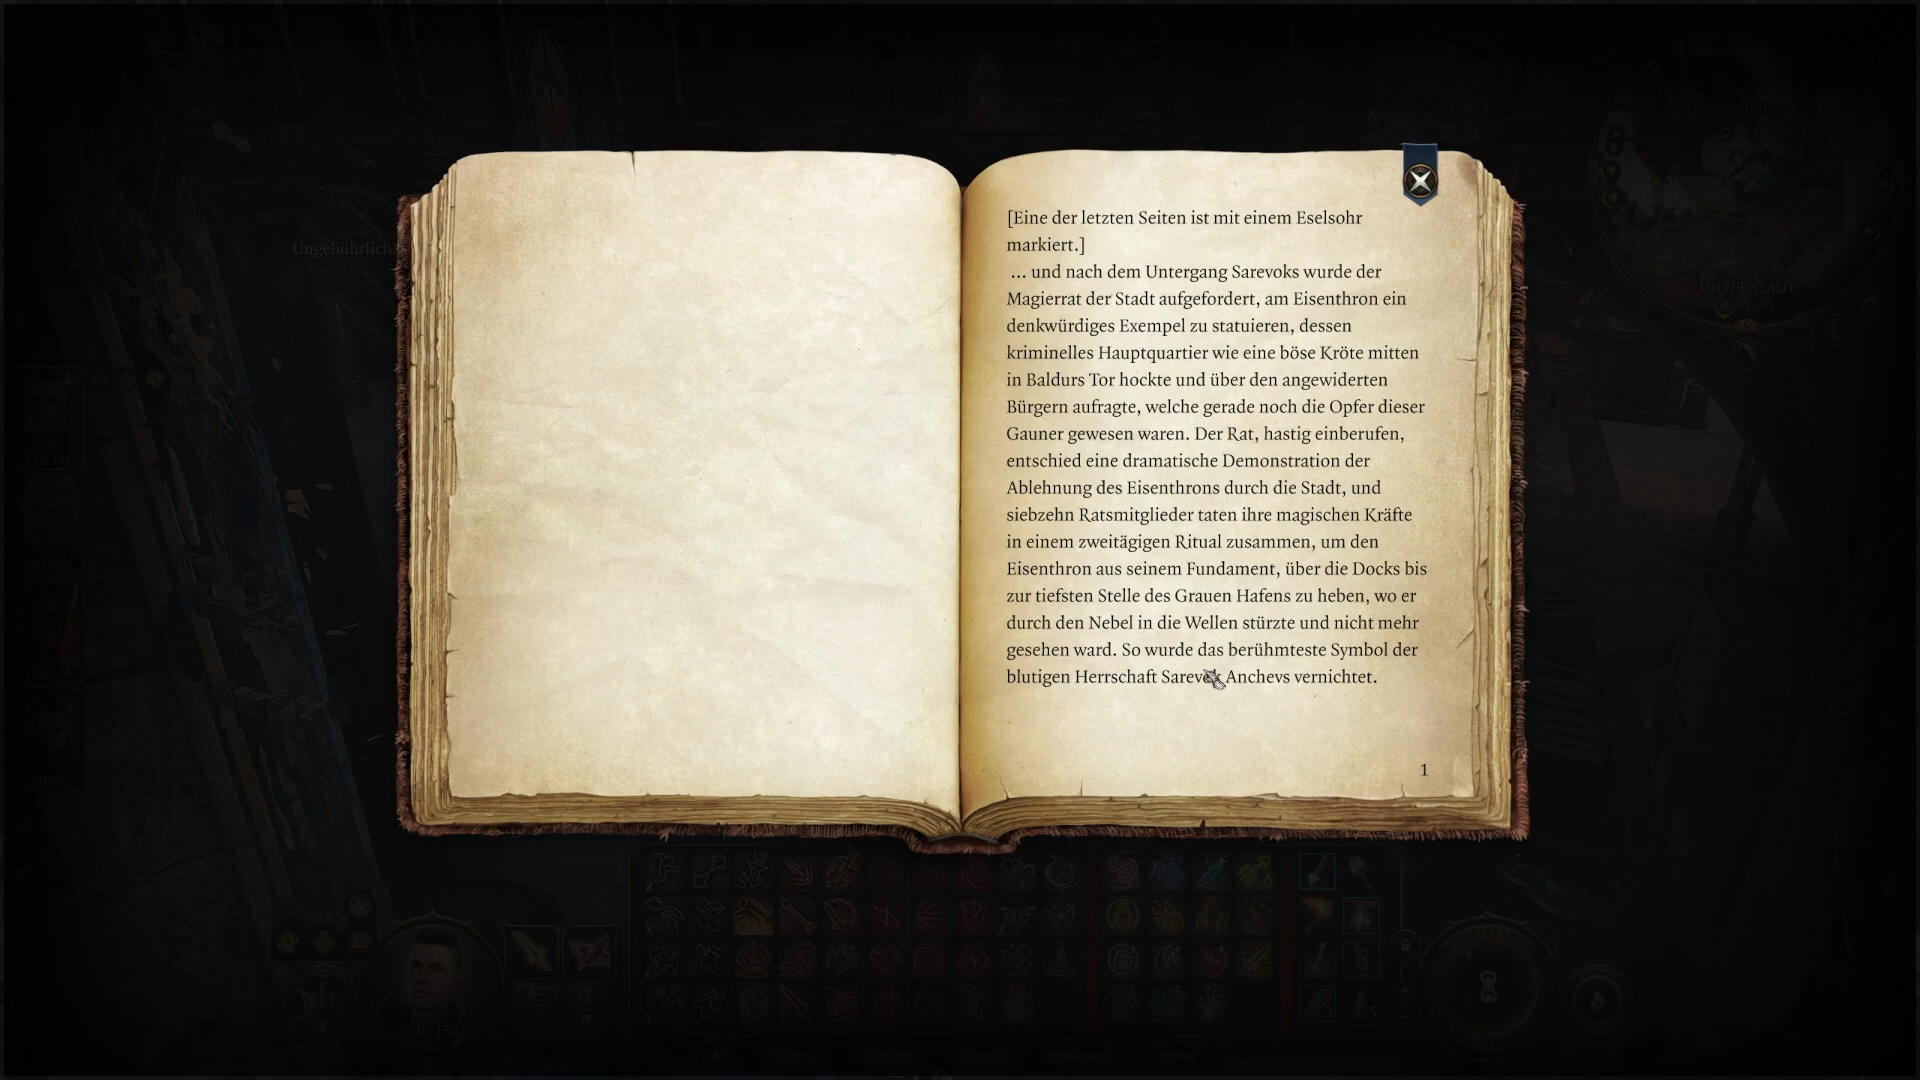 Ungebührlich
UNTERSTADT
[Eine der letzten Seiten ist mit einem Eselsohr
markiert.]
... und nach dem Untergang Sarevoks wurde der
Magierrat der Stadt aufgefordert, am Eisenthron ein
denkwürdiges Exempel zu statuieren, dessen
kriminelles Hauptquartier wie eine böse Kröte mitten
in Baldurs Tor hockte und über den angewiderten
Bürgern aufragte, welche gerade noch die Opfer dieser
Gauner gewesen waren. Der Rat, hastig einberufen,
entschied eine dramatische Demonstration der
Ablehnung des Eisenthrons durch die Stadt, und
siebzehn Ratsmitglieder taten ihre magischen Kräfte
in einem zweitägigen Ritual zusammen, um den
Eisenthron aus seinem Fundament, über die Docks bis
zur tiefsten Stelle des Grauen Hafens zu heben, wo er
durch den Nebel in die Wellen stürzte und nicht mehr
gesehen ward. So wurde das berühmteste Symbol der
blutigen Herrschaft Sarevok Anchevs vernichtet.
1
158/158